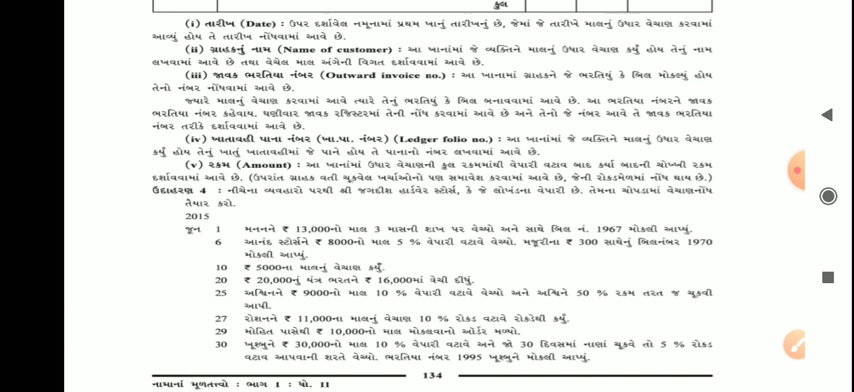 કુલ
(i) તારીખ (Date) : ઉપર દર્શાવેલ નમૂનામાં પ્રથમ ખાનું તારીખનું છે, જેમાં જે તારીખે માલનું ઉધાર વેચાણ કરવામાં
આવ્યું હોય તે તારીખ નોંધવામાં આવે છે.
(ii) ગ્રાહકનું નામ (Name of customer) : આ ખાનામાં જે વ્યક્તિને માલનું ઉધાર વેચાણ કર્યું હોય તેનું નામ
લખવામાં આવે છે તથા વેચેલ માલ અંગેની વિગત દર્શાવવામાં આવે છે.
(iii) જાવક ભરતિયા નંબર (Outward invoice no.) : આ ખાનામાં ગ્રાહકને જે ભરતિયું કે બિલ મોકલ્યું હોય
તેનો નંબર નોંધવામાં આવે છે.
જ્યારે માલનું વેચાણ કરવામાં આવે ત્યારે તેનું ભરતિયું કે બિલ બનાવવામાં આવે છે. આ ભરતિયા નંબરને જાવક
ભરતિયા નંબર કહેવાય. ઘણીવાર જાવક રજિસ્ટરમાં તેની નોંધ કરવામાં આવે છે અને તેનો જે નંબર આવે તે જાવક ભરતિયા
નંબર તરીકે દર્શાવવામાં આવે છે.
(iv) ખાતાવહી પાના નંબર (ખા.પા. નંબર) (Ledger folio no.) : આ ખાનામાં જે વ્યક્તિને માલનું ઉધાર વેચાણ
કર્યું હોય તેનું ખાતું ખાતાવહીમાં જે પાને હોય તે પાનાનો નંબર લખવામાં આવે છે.
(v) રકમ (Amount) : આ ખાનામાં ઉધાર વેચાણની કુલ રકમમાંથી વેપારી વટાવ બાદ કર્યા બાદની ચોખ્ખી રકમ
દર્શાવવામાં આવે છે. (ઉપરાંત ગ્રાહક વતી ચૂકવેલ ખર્ચાઓનો પણ સમાવેશ કરવામાં આવે છે, જેની રોકડમેળમાં નોંધ થાય છે.)
ઉદાહરણ 4 : નીચેના વ્યવહારો પરથી શ્રી જગદીશ હાર્ડવેર સ્ટોર્સ, કે જે લોખંડના વેપારી છે. તેમના ચોપડામાં વેચાણનોંધ
તૈયાર કરો.
2015
જૂન 1 મનનને ₹ 13,000નો માલ 3 માસની શાખ પર વેચ્યો અને સાથે બિલ નં. 1967 મોકલી આપ્યું.
6 આનંદ સ્ટોર્સને ₹ 8000નો માલ 5 % વેપારી વટાવે વેચ્યો. મજૂરીના ₹ 300 સાથેનું બિલનંબર 1970
મોકલી આપ્યું.
10 ₹ 5000ના માલનું વેચાણ કર્યું.
20 ₹ 20,000નું યંત્ર ભરતને ₹ 16,000માં વેચી દીધું.
25 અશ્વિનને ₹ 9000નો માલ 10 % વેપારી વટાવે વેચ્યો અને અશ્વિને 50 % રકમ તરત જ ચૂકવી
આપી.
27 રોશનને ₹ 11,000ના માલનું વેચાણ 10 % રોકડ વટાવે રોકડેથી કર્યું.
29 મોહિત પાસેથી ₹ 10,000નો માલ મોકલવાનો ઑર્ડર મળ્યો.
30 ખૂશ્બુને ₹ 30,000નો માલ 10 % વેપારી વટાવે અને જો 30 દિવસમાં નાણાં ચૂકવે તો 5 % રોકડ
વટાવ આપવાની શરતે વેચ્યો. ભરતિયા નંબર 1995 ખૂશ્બુને મોકલી આપ્યું.
134
નામાનાં મૂળતત્ત્વો : ભાગ 1 : ધો. 11